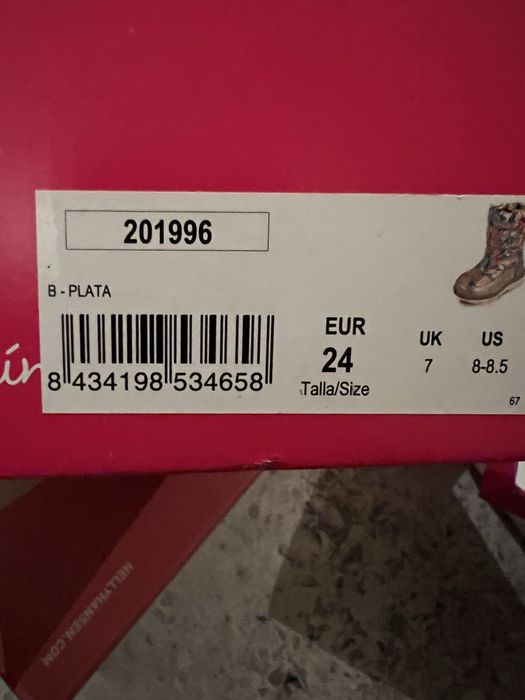 201996
B - PLATA
8 434198 534658
EUR
24
Talla/Size
UK
7
US
8-8.5
67
HELLYHANSEN.COM